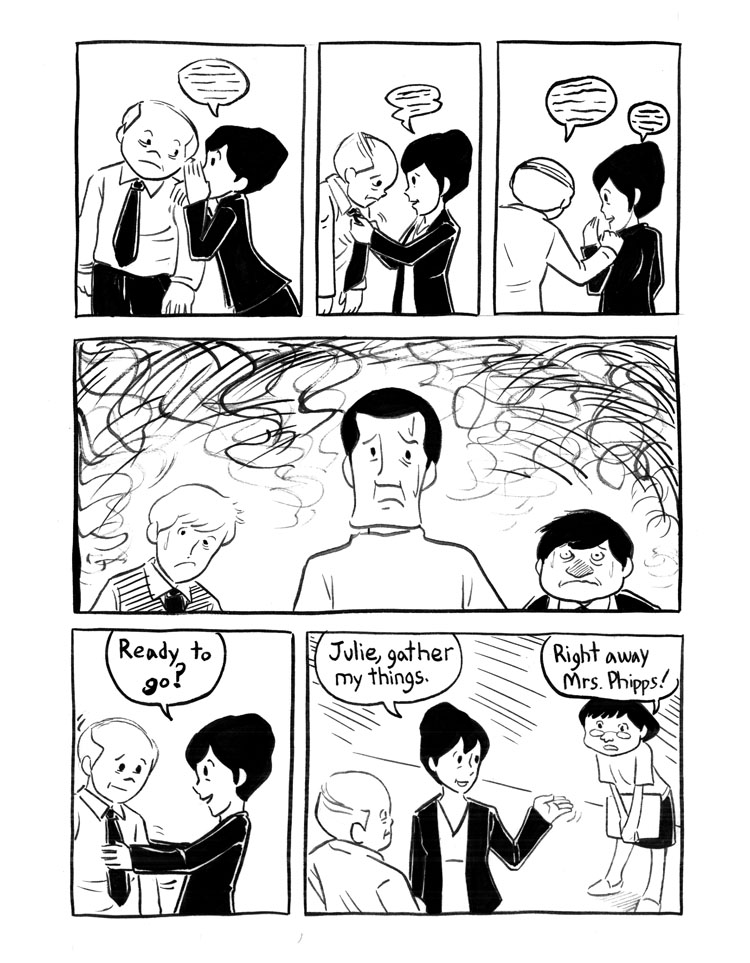 Ready to
go?
Julie, gather
my things.
Right away
Mrs. Phipps!